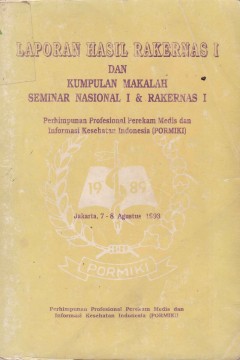 LAPORAN HASIL RAKERNAS I
DAN
KUMPULAN MAKALAH
SEMINAR NASIONAL I & RAKERNAS I
Perhimpunan Profesional Perekam Medis dan
Informasi Kesehatan Indonesia (PORMIKI)
19 89
Jakarta, 7 - 8 Agustus 1993
PORMIKI
Perhimpunan Profesional Perekam Medis dan
Informasi Kesehatan Indonesia (PORMIKI)